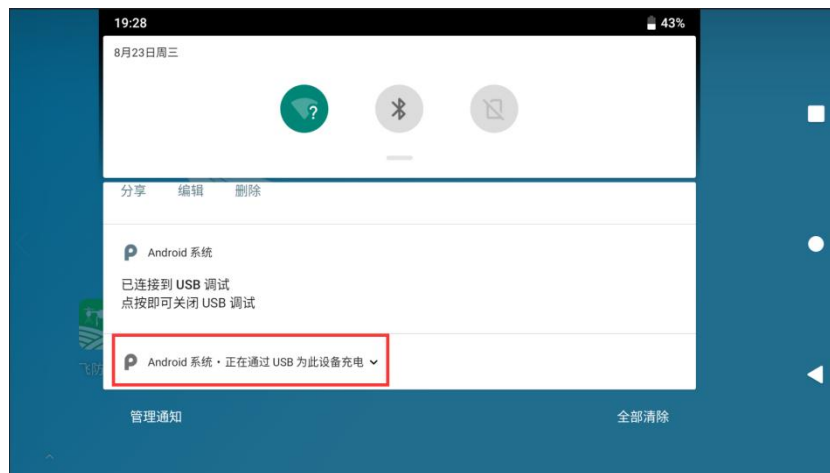 19:28 43%
8月23日周三
?
分享 编辑 删除
Android 系统
已连接到 USB 调试
点按即可关闭 USB 调试
Android 系统 · 正在通过 USB 为此设备充电
飞防
管理通知 全部清除